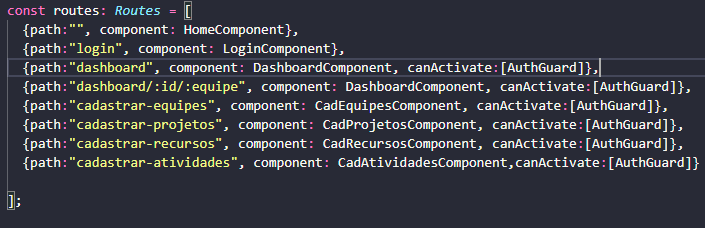 const routes: Routes = [
{path:"", component: HomeComponent},
{path:"login", component: LoginComponent},
{path:"dashboard", component: DashboardComponent, canActivate:[AuthGuard]},
{path:"dashboard/:id/:equipe", component: DashboardComponent, canActivate:[AuthGuard]},
{path:"cadastrar-equipes", component: CadEquipesComponent, canActivate:[AuthGuard]},
{path:"cadastrar-projetos", component: CadProjetosComponent, canActivate:[AuthGuard]},
{path:"cadastrar-recursos", component: CadRecursosComponent, canActivate:[AuthGuard]},
{path:"cadastrar-atividades", component: CadAtividadesComponent,canActivate:[AuthGuard]}
];